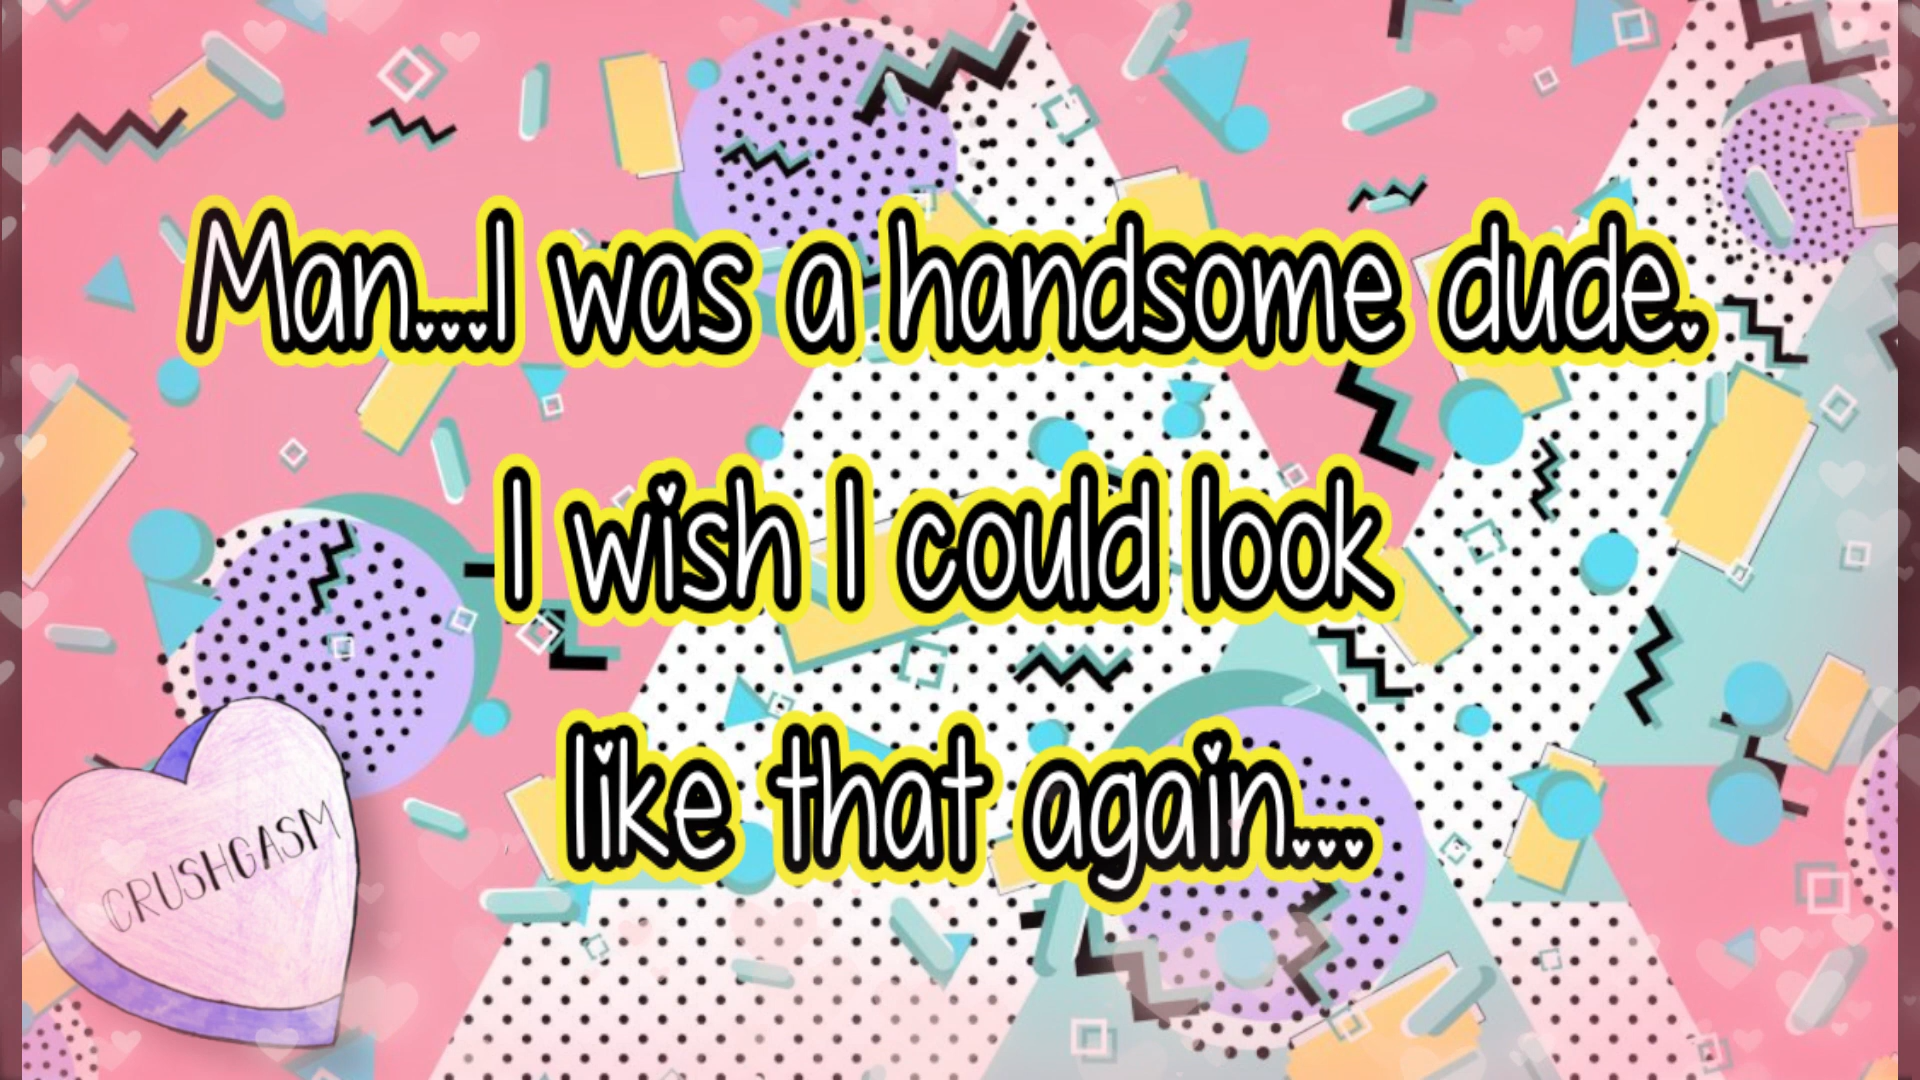 Man...I was a handsome dude.
I wish I could look
like that again...
CRUSHGASM